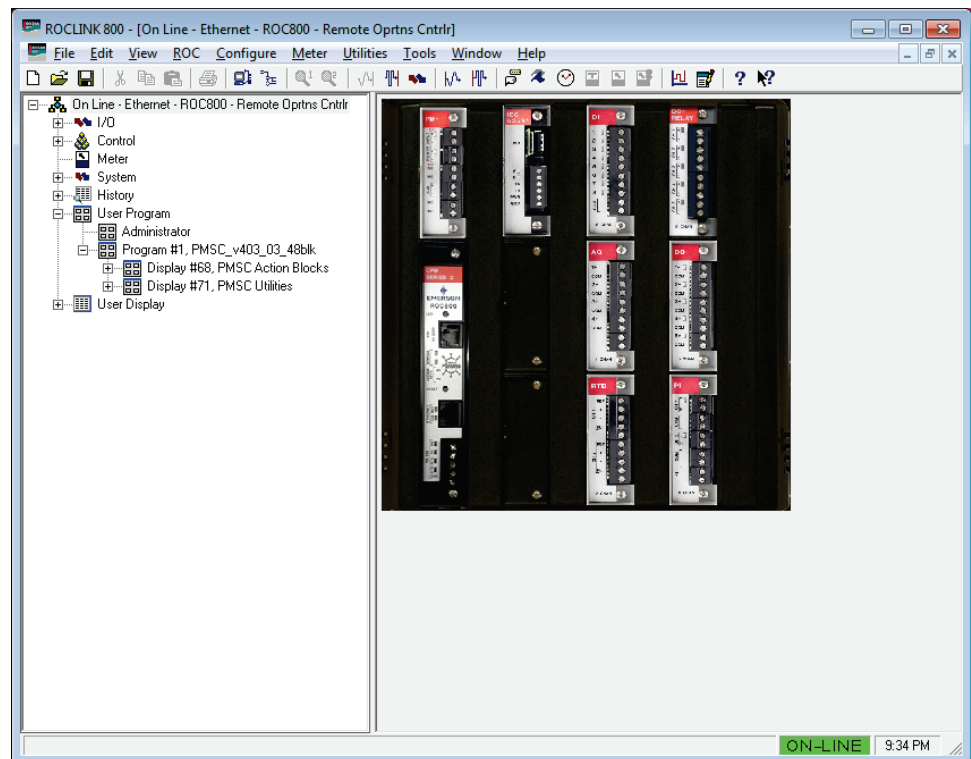 ROCLINK 800 - [On Line - Ethernet - ROC800 - Remote Oprtns Cntrlr]
File Edit View ROC Configure Meter Utilities Tools Window Help
On Line - Ethernet - ROC800 - Remote Oprtns Cntrlr
I/O
Control
Meter
System
History
User Program
Administrator
Program #1, PMSC_v403_03_48blk
Display #68, PMSC Action Blocks
Display #71, PMSC Utilities
User Display
IEC
DI
RELAY
CPU
SERIES 2
EMERSON
ROC800
AO
DO
RTD
PI
ON-LINE
9:34 PM